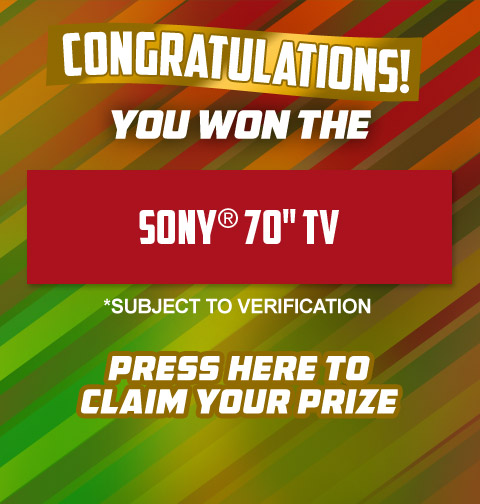 CONGRATULATIONS!
YOU WON THE
SONY® 70" TV
*SUBJECT TO VERIFICATION
PRESS HERE TO
CLAIM YOUR PRIZE